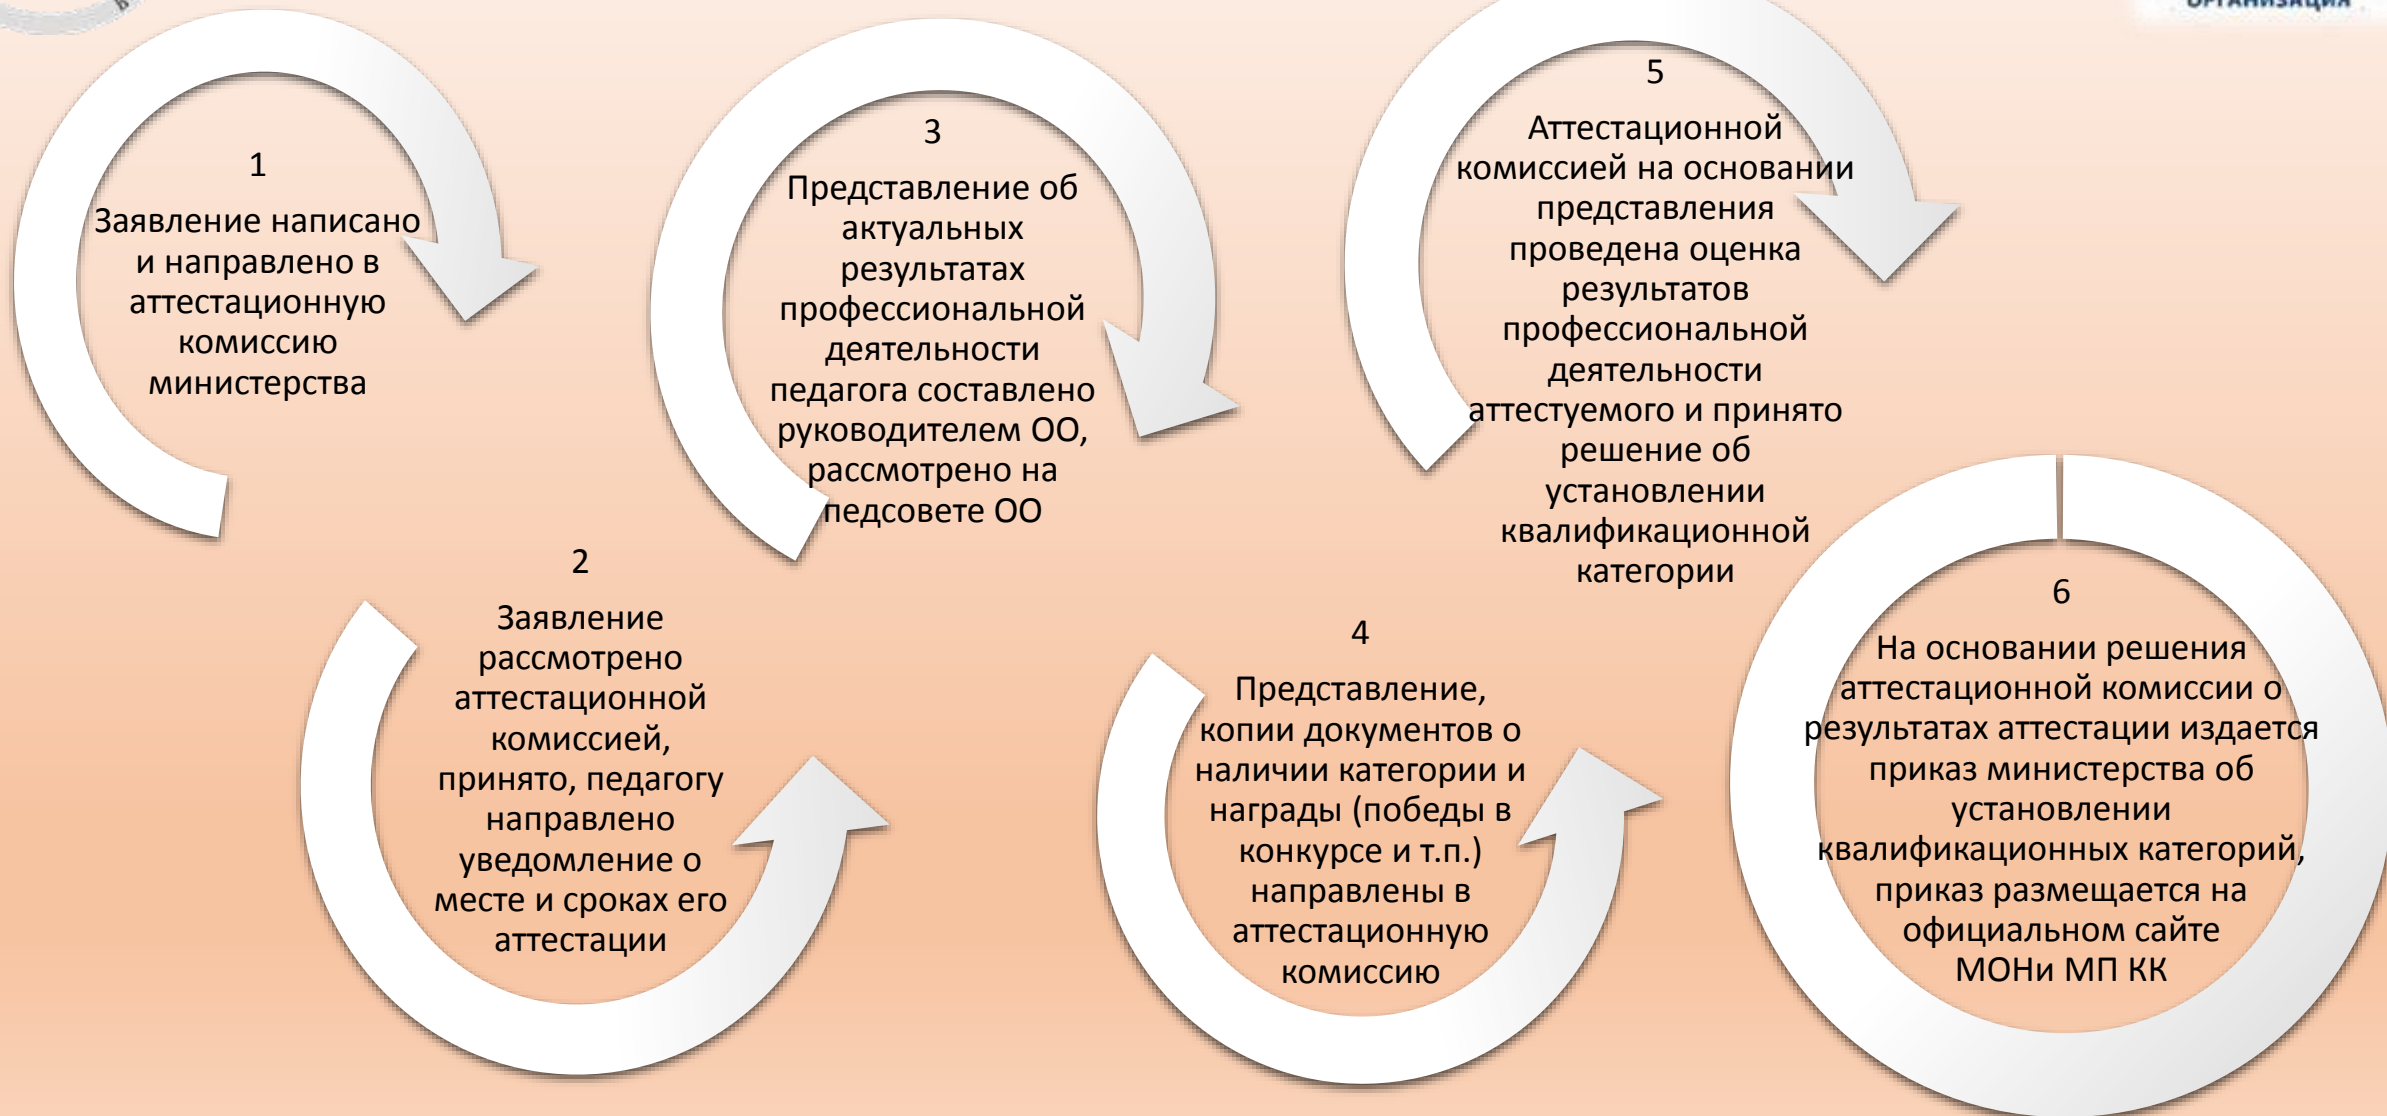 ОРГАНИЗАЦИЯ
1
Заявление написано
и направлено в
аттестационную
комиссию
министерства
2
Заявление
рассмотрено
аттестационной
комиссией,
принято, педагогу
направлено
уведомление о
месте и сроках его
аттестации
3
Представление об
актуальных
результатах
профессиональной
деятельности
педагога составлено
руководителем ОО,
рассмотрено на
педсовете ОО
4
Представление,
копии документов о
наличии категории и
награды (победы в
конкурсе и т.п.)
направлены в
аттестационную
комиссию
5
Аттестационной
комиссией на основании
представления
проведена оценка
результатов
профессиональной
деятельности
аттестуемого и принято
решение об
установлении
квалификационной
категории
6
На основании решения
аттестационной комиссии о
результатах аттестации издается
приказ министерства об
установлении
квалификационных категорий,
приказ размещается на
официальном сайте
МОНи МП КК